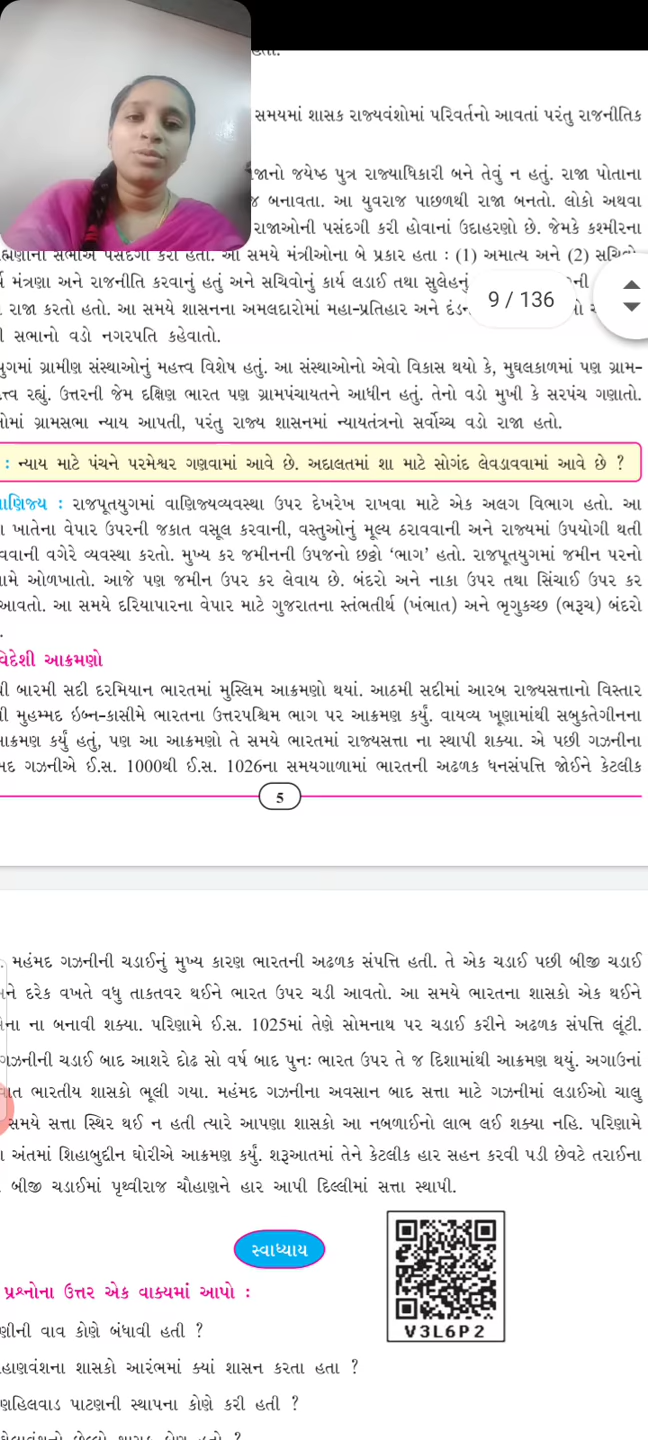 સમયમાં શાસક રાજ્યવંશોમાં પરિવર્તનો આવતાં પરંતુ રાજનીતિક
જાનો જયેષ્ઠ પુત્ર રાજ્યાધિકારી બને તેવું ન હતું. રાજા પોતાના
જ બનાવતા. આ યુવરાજ પાછળથી રાજા બનતો. લોકો અથવા
રાજાઓની પસંદગી કરી હોવાનાં ઉદાહરણો છે. જેમકે કશ્મીરના
સભાએ પસંદગી કરી હતી. આ સમયે મંત્રીઓના બે પ્રકાર હતા : (1) અમાત્ય અને (2) સચિવ.
મંત્રણા અને રાજનીતિ કરવાનું હતું અને સચિવોનું કાર્ય લડાઈ તથા સુલેહનું
રાજા કરતો હતો. આ સમયે શાસનના અમલદારોમાં મહા-પ્રતિહાર અને
9 / 136
ી સભાનો વડો નગરપતિ કહેવાતો.
યુગમાં ગ્રામીણ સંસ્થાઓનું મહત્ત્વ વિશેષ હતું. આ સંસ્થાઓનો એવો વિકાસ થયો કે, મુઘલકાળમાં પણ ગ્રામ-
ત્ત્વ રહ્યું. ઉત્તરની જેમ દક્ષિણ ભારત પણ ગ્રામપંચાયતને આધીન હતું. તેનો વડો મુખી કે સરપંચ ગણાતો.
ોમાં ગ્રામસભા ન્યાય આપતી, પરંતુ રાજ્ય શાસનમાં ન્યાયતંત્રનો સર્વોચ્ચ વડો રાજા હતો.
: ન્યાય માટે પંચને પરમેશ્વર ગણવામાં આવે છે. અદાલતમાં શા માટે સોગંદ લેવડાવવામાં આવે છે ?
ાણિજ્ય : રાજપૂતયુગમાં વાણિજ્યવ્યવસ્થા ઉપર દેખરેખ રાખવા માટે એક અલગ વિભાગ હતો. આ
ખાતેના વેપાર ઉપરની જકાત વસૂલ કરવાની, વસ્તુઓનું મૂલ્ય ઠરાવવાની અને રાજ્યમાં ઉપયોગી થતી
વવાની વગેરે વ્યવસ્થા કરતો. મુખ્ય કર જમીનની ઉપજનો છઠ્ઠો ‘ભાગ’ હતો. રાજપૂતયુગમાં જમીન પરનો
ામે ઓળખાતો. આજે પણ જમીન ઉપર કર લેવાય છે. બંદરો અને નાકા ઉપર તથા સિંચાઈ ઉપર કર
આવતો. આ સમયે દરિયાપારના વેપાર માટે ગુજરાતના સ્તંભતીર્થ (ખંભાત) અને ભૃગુકચ્છ (ભરૂચ) બંદરો
.
વિદેશી આક્રમણો
ી બારમી સદી દરમિયાન ભારતમાં મુસ્લિમ આક્રમણો થયાં. આઠમી સદીમાં આરબ રાજ્યસત્તાનો વિસ્તાર
ી મુહમ્મદ ઇબ્ન-કાસીમે ભારતના ઉત્તરપશ્ચિમ ભાગ પર આક્રમણ કર્યું. વાયવ્ય ખૂણામાંથી સબુક્તેગીનના
આક્રમણ કર્યું હતું, પણ આ આક્રમણો તે સમયે ભારતમાં રાજ્યસત્તા ના સ્થાપી શક્યા. એ પછી ગઝનીના
મદ ગઝનીએ ઈ.સ. 1000થી ઈ.સ. 1026ના સમયગાળામાં ભારતની અઢળક ધનસંપત્તિ જોઈને કેટલીક
5
. મહંમદ ગઝનીની ચડાઈનું મુખ્ય કારણ ભારતની અઢળક સંપત્તિ હતી. તે એક ચડાઈ પછી બીજી ચડાઈ
ને દરેક વખતે વધુ તાકતવર થઈને ભારત ઉપર ચડી આવતો. આ સમયે ભારતના શાસકો એક થઈને
ેના ના બનાવી શક્યા. પરિણામે ઈ.સ. 1025માં તેણે સોમનાથ પર ચડાઈ કરીને અઢળક સંપત્તિ લૂંટી.
ગઝનીની ચડાઈ બાદ આશરે દોઢ સો વર્ષ બાદ પુનઃ ભારત ઉપર તે જ દિશામાંથી આક્રમણ થયું. અગાઉનાં
વાત ભારતીય શાસકો ભૂલી ગયા. મહંમદ ગઝનીના અવસાન બાદ સત્તા માટે ગઝનીમાં લડાઈઓ ચાલુ
સમયે સત્તા સ્થિર થઈ ન હતી ત્યારે આપણા શાસકો આ નબળાઈનો લાભ લઈ શક્યા નહિ. પરિણામે
અંતમાં શિહાબુદ્દીન ઘોરીએ આક્રમણ કર્યું. શરૂઆતમાં તેને કેટલીક હાર સહન કરવી પડી છેવટે તરાઈના
બીજી ચડાઈમાં પૃથ્વીરાજ ચૌહાણને હાર આપી દિલ્લીમાં સત્તા સ્થાપી.
સ્વાધ્યાય
V3L6P2
પ્રશ્નોના ઉત્તર એક વાક્યમાં આપો :
ણીની વાવ કોણે બંધાવી હતી ?
હાણવંશના શાસકો આરંભમાં ક્યાં શાસન કરતા હતા ?
ણહિલવાડ પાટણની સ્થાપના કોણે કરી હતી ?